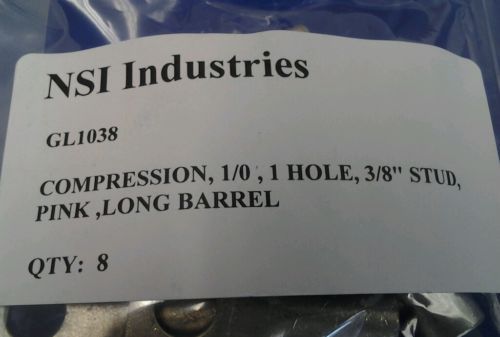 NSI Industries
GL1038
COMPRESSION, 1/0 , 1 HOLE, 3/8" STUD,
PINK ,LONG BARREL
QTY: 8